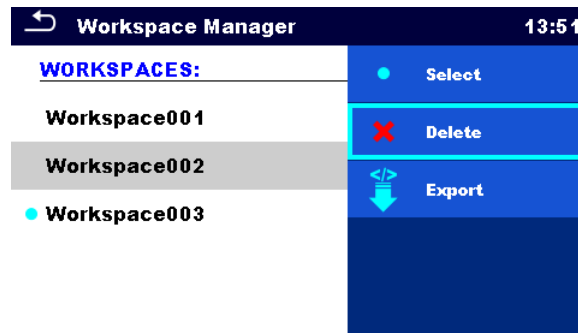 Workspace Manager 13:51
WORKSPACES:
Workspace001
Workspace002
Workspace003
Select
Delete
</>
Export